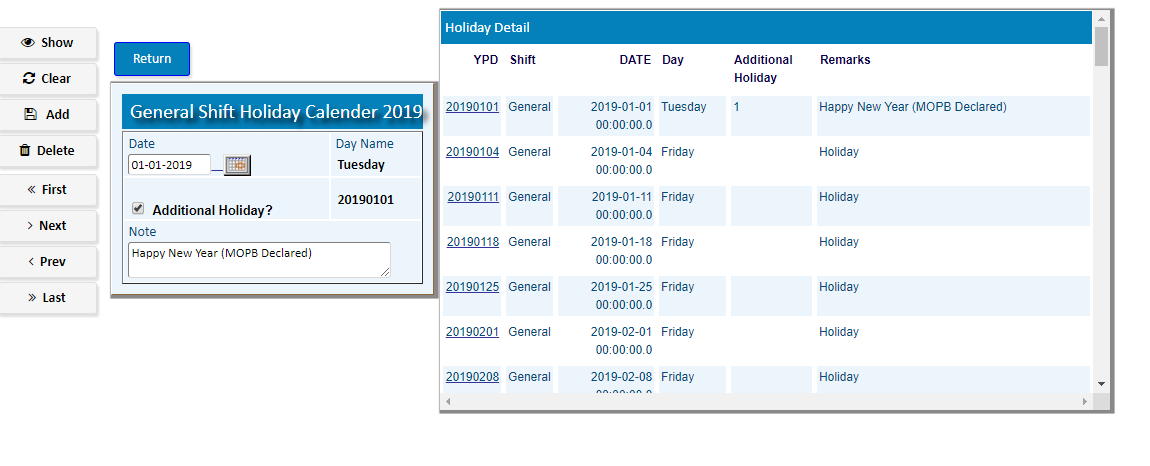 Show
Clear
Add
Delete
First
Next
Prev
Last
Return
General Shift Holiday Calender 2019
Date Day Name
01-01-2019 Tuesday
Additional Holiday? 20190101
Note
Happy New Year (MOPB Declared)
Holiday Detail
YPD Shift DATE Day Additional Holiday Remarks
20190101 General 2019-01-01 00:00:00.0 Tuesday 1 Happy New Year (MOPB Declared)
20190104 General 2019-01-04 00:00:00.0 Friday Holiday
20190111 General 2019-01-11 00:00:00.0 Friday Holiday
20190118 General 2019-01-18 00:00:00.0 Friday Holiday
20190125 General 2019-01-25 00:00:00.0 Friday Holiday
20190201 General 2019-02-01 00:00:00.0 Friday Holiday
20190208 General 2019-02-08 00:00:00.0 Friday Holiday